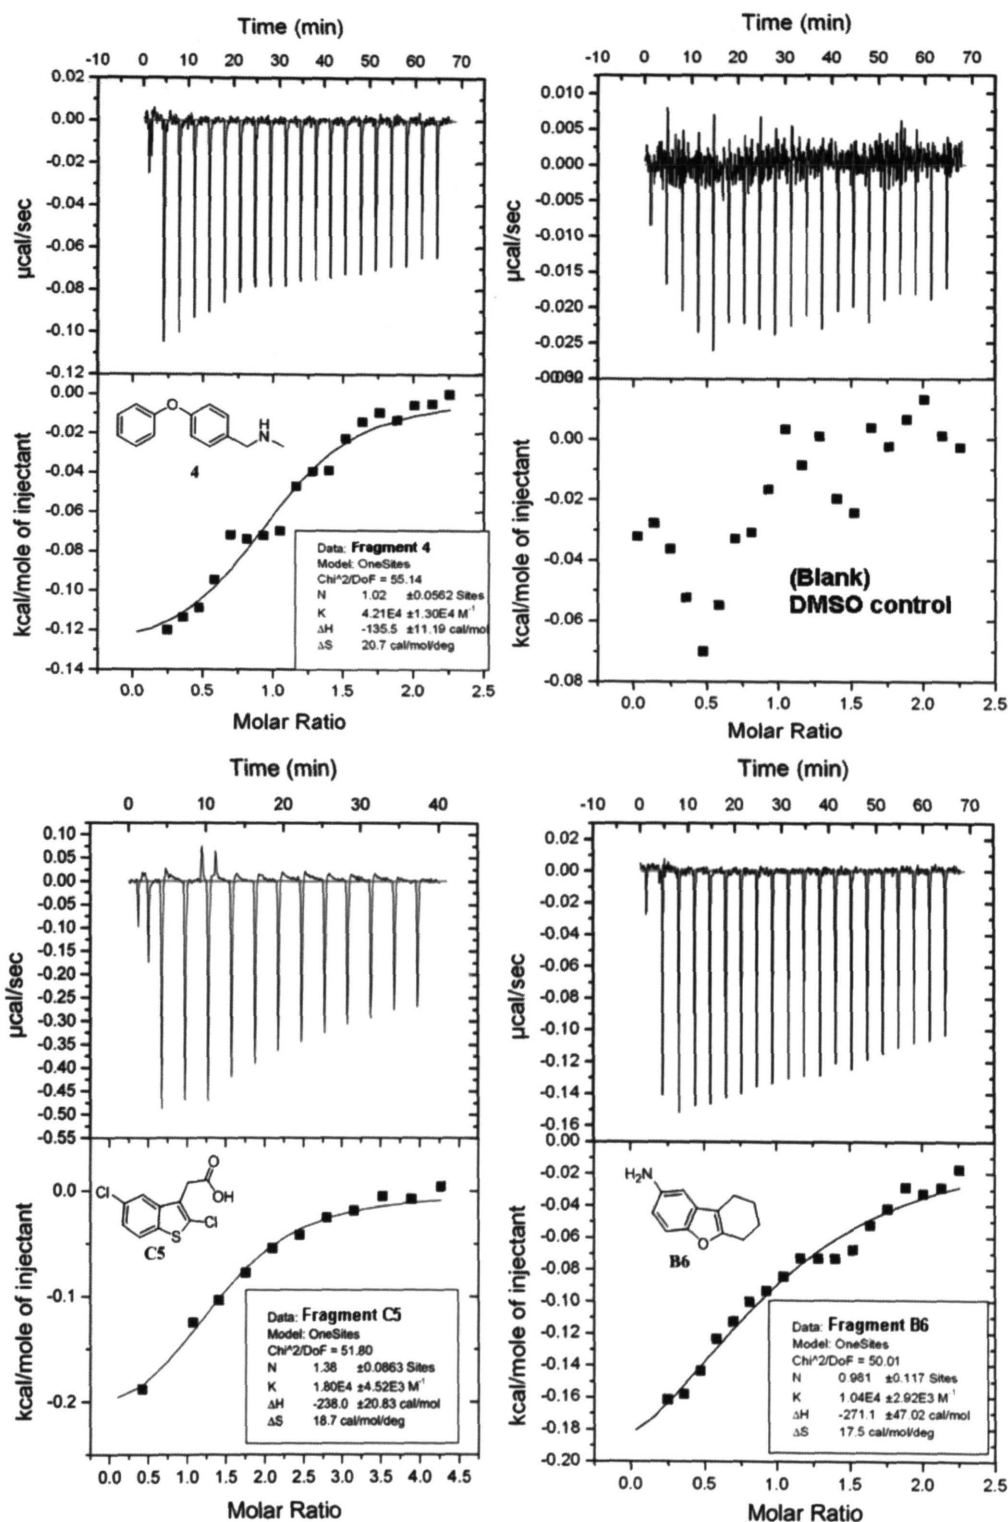 Time (min)
-10 0 10 20 30 40 50 60 70
0.02
0.00
-0.02
-0.04
-0.06
-0.08
-0.10
-0.12
µcal/sec
0.00
-0.02
-0.04
-0.06
-0.08
-0.10
-0.12
-0.14
kcal/mole of injectant
O
H
N
4
Data: Fragment 4
Model: OneSites
Chi^2/DoF = 55.14
N 1.02 ±0.0562 Sites
K 4.21E4 ±1.30E4 M⁻¹
ΔH -135.5 ±11.19 cal/mol
ΔS 20.7 cal/mol/deg
0.0 0.5 1.0 1.5 2.0 2.5
Molar Ratio
Time (min)
-10 0 10 20 30 40 50 60 70
0.010
0.005
0.000
-0.005
-0.010
-0.015
-0.020
-0.025
µcal/sec
0.00
-0.02
-0.04
-0.06
-0.08
kcal/mole of injectant
(Blank)
DMSO control
0.0 0.5 1.0 1.5 2.0 2.5
Molar Ratio
Time (min)
0 10 20 30 40
0.10
0.05
0.00
-0.05
-0.10
-0.15
-0.20
-0.25
-0.30
-0.35
-0.40
-0.45
-0.50
-0.55
µcal/sec
0.0
-0.1
-0.2
kcal/mole of injectant
O
Cl
OH
Cl
S
C5
Data: Fragment C5
Model: OneSites
Chi^2/DoF = 51.80
N 1.38 ±0.0863 Sites
K 1.80E4 ±4.52E3 M⁻¹
ΔH -238.0 ±20.83 cal/mol
ΔS 18.7 cal/mol/deg
0.0 0.5 1.0 1.5 2.0 2.5 3.0 3.5 4.0 4.5
Molar Ratio
Time (min)
-10 0 10 20 30 40 50 60 70
0.02
0.00
-0.02
-0.04
-0.06
-0.08
-0.10
-0.12
-0.14
-0.16
µcal/sec
0.00
-0.02
-0.04
-0.06
-0.08
-0.10
-0.12
-0.14
-0.16
-0.18
-0.20
kcal/mole of injectant
H₂N
O
B6
Data: Fragment B6
Model: OneSites
Chi^2/DoF = 50.01
N 0.981 ±0.117 Sites
K 1.04E4 ±2.92E3 M⁻¹
ΔH -271.1 ±47.02 cal/mol
ΔS 17.5 cal/mol/deg
0.0 0.5 1.0 1.5 2.0 2.5
Molar Ratio